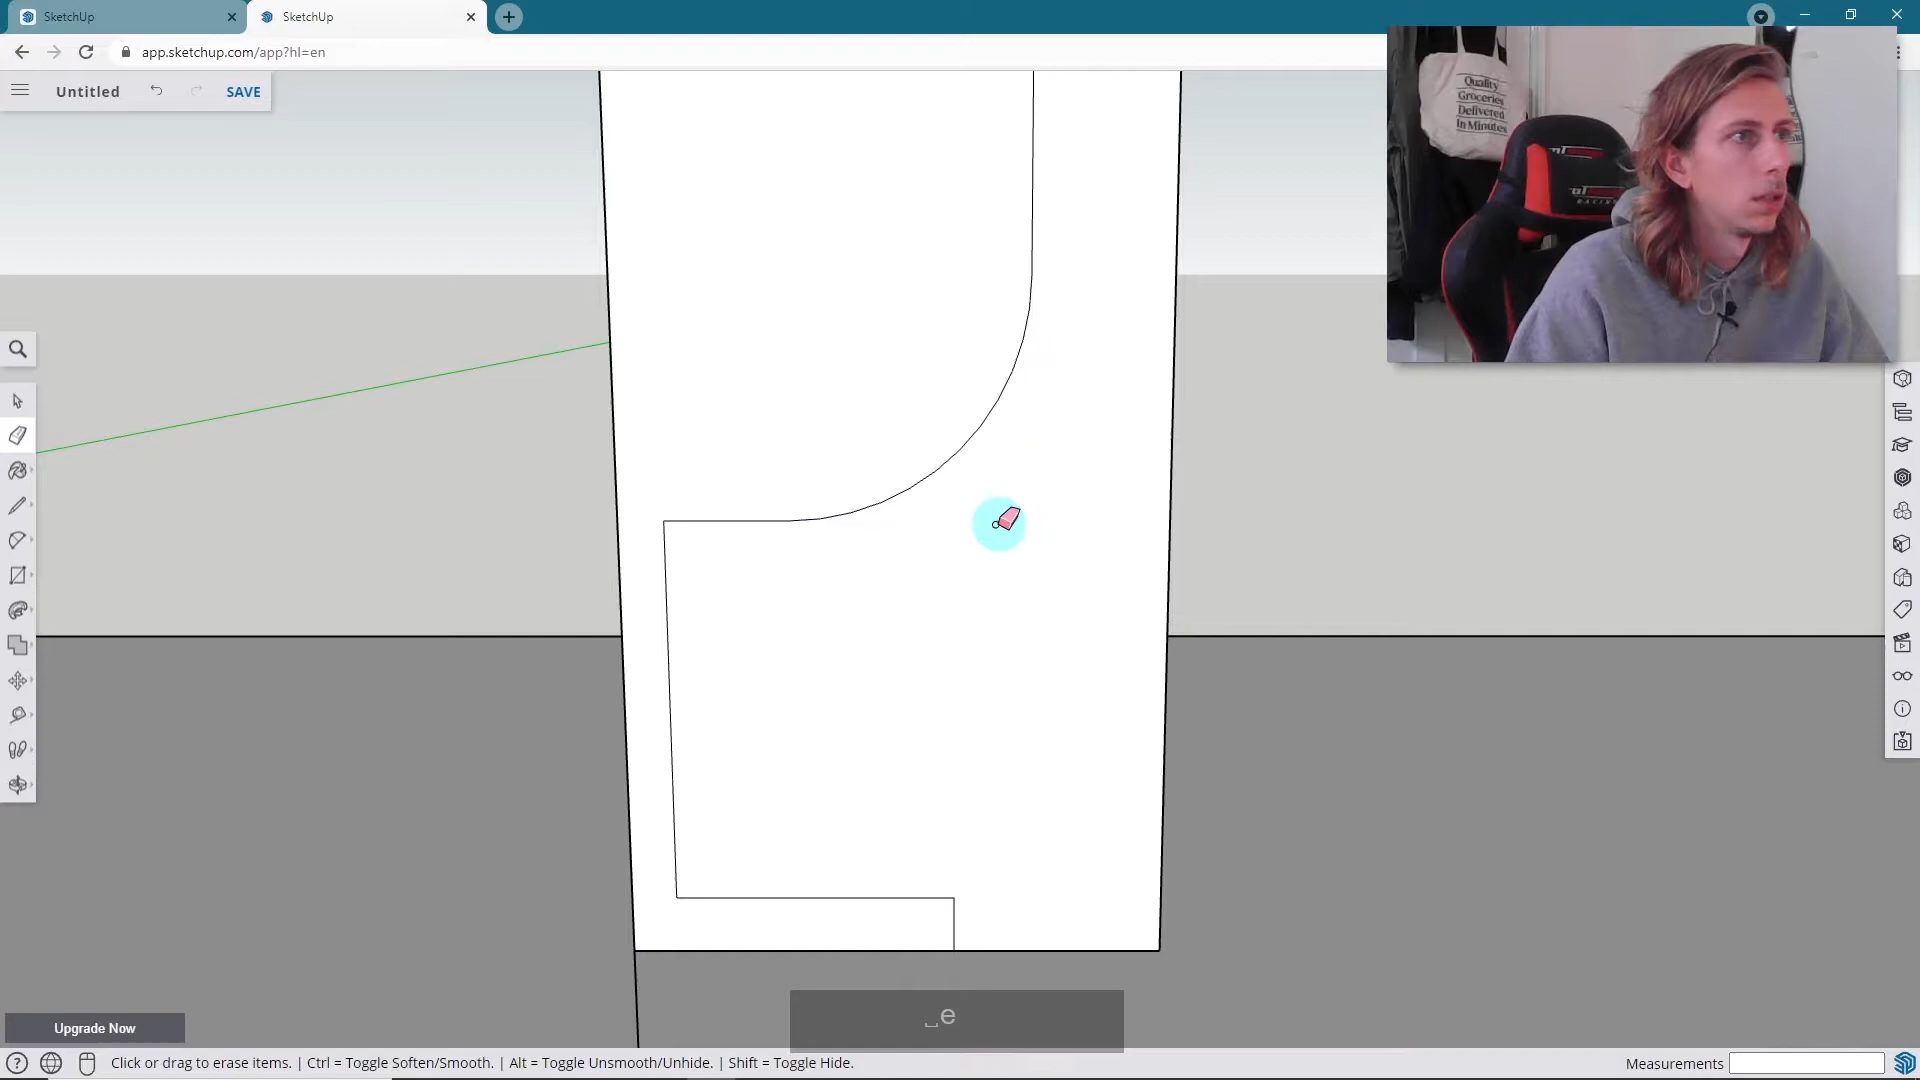 SketchUp
SketchUp
app.sketchup.com/app?hl=en
Untitled
SAVE
Quality
Groceries
Delivered
In Minutes
RACING
␣e
Upgrade Now
Click or drag to erase items. | Ctrl = Toggle Soften/Smooth. | Alt = Toggle Unsmooth/Unhide. | Shift = Toggle Hide.
Measurements